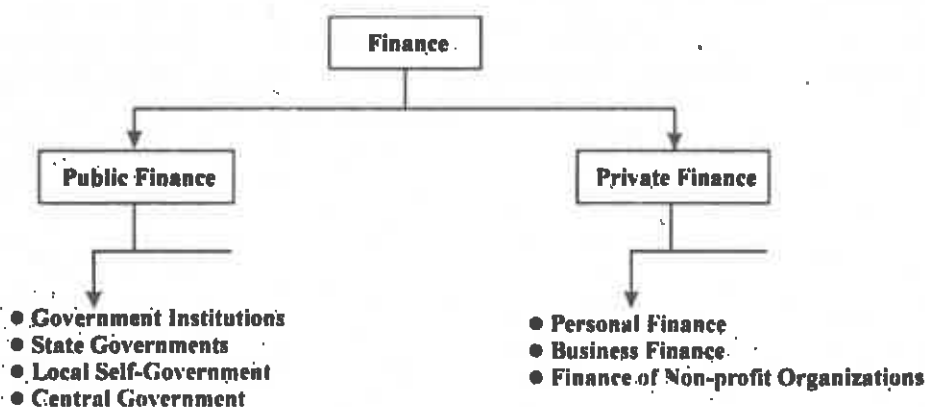 Finance
Public Finance
Private Finance
● Government Institutions
● State Governments
● Local Self-Government
● Central Government
● Personal Finance
● Business Finance
● Finance of Non-profit Organizations